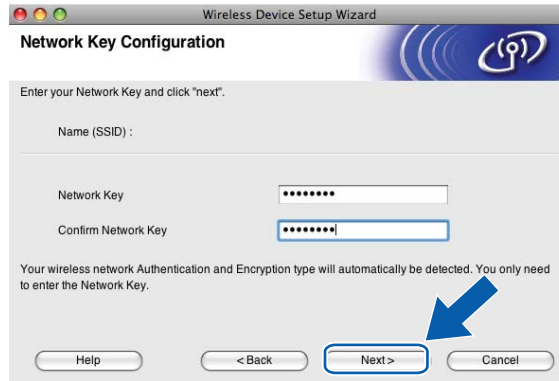 Wireless Device Setup Wizard
Network Key Configuration
Enter your Network Key and click "next".
Name (SSID) :
Network Key ••••••••
Confirm Network Key ••••••••
Your wireless network Authentication and Encryption type will automatically be detected. You only need
to enter the Network Key.
Help < Back Next > Cancel